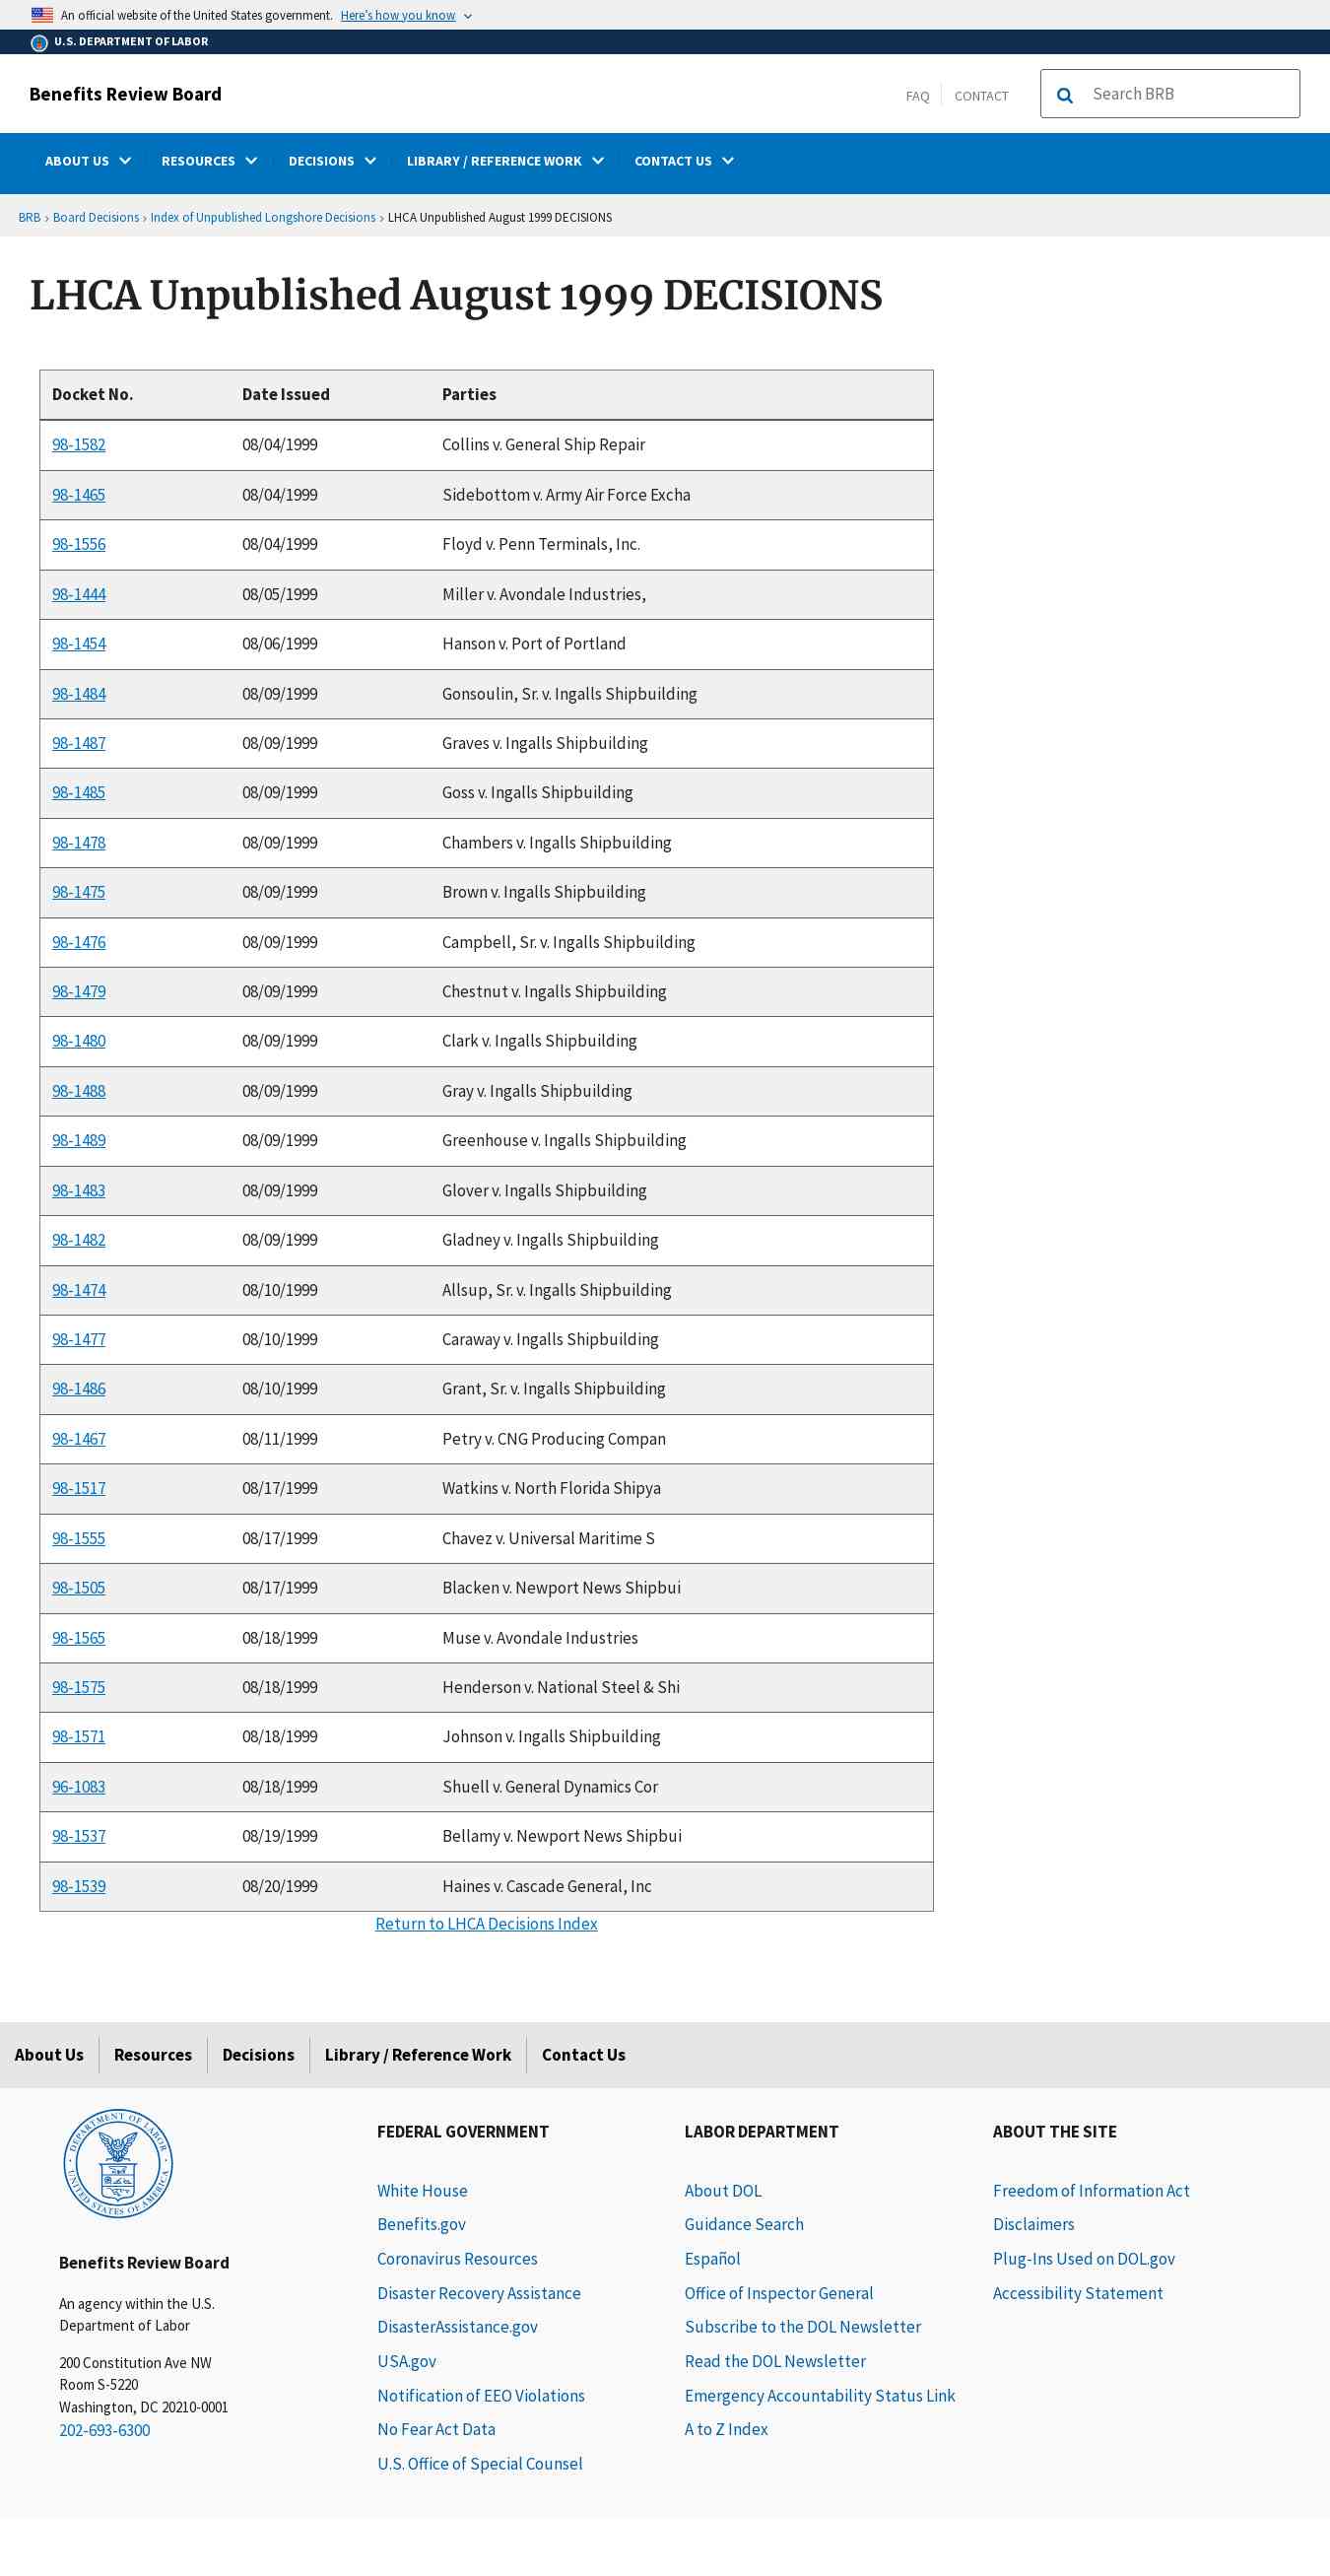 An official website of the United States government. Here's how you know
U.S. DEPARTMENT OF LABOR
Benefits Review Board
FAQ CONTACT Search BRB
ABOUT US RESOURCES DECISIONS LIBRARY / REFERENCE WORK CONTACT US
BRB › Board Decisions › Index of Unpublished Longshore Decisions › LHCA Unpublished August 1999 DECISIONS
LHCA Unpublished August 1999 DECISIONS
Docket No. Date Issued Parties
98-1582 08/04/1999 Collins v. General Ship Repair
98-1465 08/04/1999 Sidebottom v. Army Air Force Excha
98-1556 08/04/1999 Floyd v. Penn Terminals, Inc.
98-1444 08/05/1999 Miller v. Avondale Industries,
98-1454 08/06/1999 Hanson v. Port of Portland
98-1484 08/09/1999 Gonsoulin, Sr. v. Ingalls Shipbuilding
98-1487 08/09/1999 Graves v. Ingalls Shipbuilding
98-1485 08/09/1999 Goss v. Ingalls Shipbuilding
98-1478 08/09/1999 Chambers v. Ingalls Shipbuilding
98-1475 08/09/1999 Brown v. Ingalls Shipbuilding
98-1476 08/09/1999 Campbell, Sr. v. Ingalls Shipbuilding
98-1479 08/09/1999 Chestnut v. Ingalls Shipbuilding
98-1480 08/09/1999 Clark v. Ingalls Shipbuilding
98-1488 08/09/1999 Gray v. Ingalls Shipbuilding
98-1489 08/09/1999 Greenhouse v. Ingalls Shipbuilding
98-1483 08/09/1999 Glover v. Ingalls Shipbuilding
98-1482 08/09/1999 Gladney v. Ingalls Shipbuilding
98-1474 08/10/1999 Allsup, Sr. v. Ingalls Shipbuilding
98-1477 08/10/1999 Caraway v. Ingalls Shipbuilding
98-1486 08/10/1999 Grant, Sr. v. Ingalls Shipbuilding
98-1467 08/11/1999 Petry v. CNG Producing Compan
98-1517 08/17/1999 Watkins v. North Florida Shipya
98-1555 08/17/1999 Chavez v. Universal Maritime S
98-1505 08/17/1999 Blacken v. Newport News Shipbui
98-1565 08/18/1999 Muse v. Avondale Industries
98-1575 08/18/1999 Henderson v. National Steel & Shi
98-1571 08/18/1999 Johnson v. Ingalls Shipbuilding
96-1083 08/18/1999 Shuell v. General Dynamics Cor
98-1537 08/19/1999 Bellamy v. Newport News Shipbui
98-1539 08/20/1999 Haines v. Cascade General, Inc
Return to LHCA Decisions Index
About Us Resources Decisions Library / Reference Work Contact Us
DEPARTMENT OF LABOR
UNITED STATES OF AMERICA
Benefits Review Board
An agency within the U.S.
Department of Labor
200 Constitution Ave NW
Room S-5220
Washington, DC 20210-0001
202-693-6300
FEDERAL GOVERNMENT
White House
Benefits.gov
Coronavirus Resources
Disaster Recovery Assistance
DisasterAssistance.gov
USA.gov
Notification of EEO Violations
No Fear Act Data
U.S. Office of Special Counsel
LABOR DEPARTMENT
About DOL
Guidance Search
Español
Office of Inspector General
Subscribe to the DOL Newsletter
Read the DOL Newsletter
Emergency Accountability Status Link
A to Z Index
ABOUT THE SITE
Freedom of Information Act
Disclaimers
Plug-Ins Used on DOL.gov
Accessibility Statement